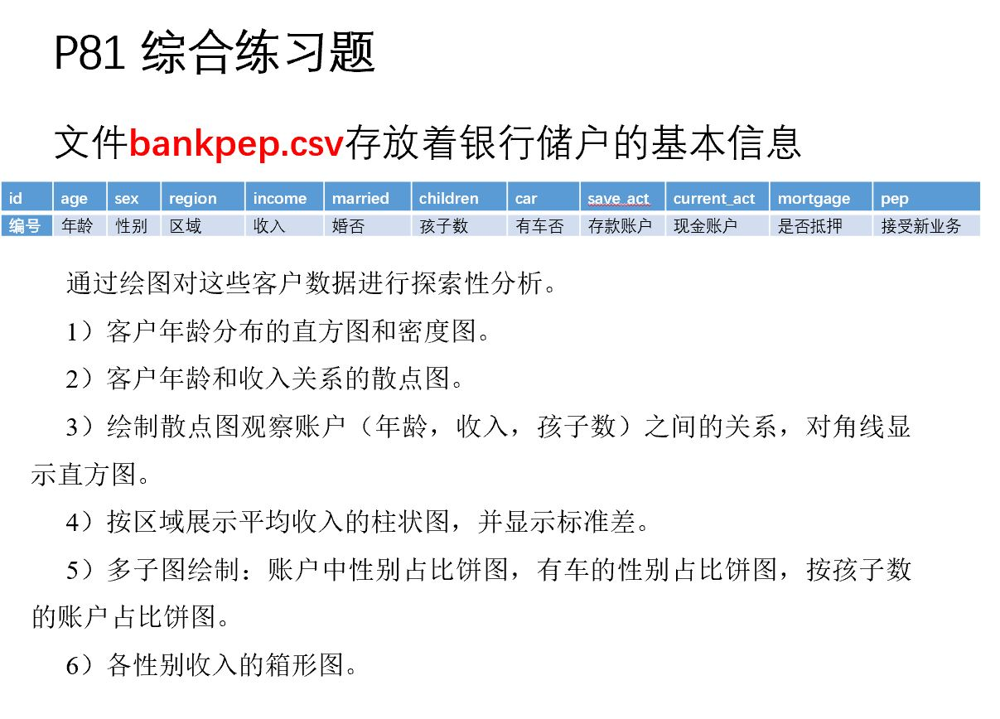 P81 综合练习题
文件bankpep.csv存放着银行储户的基本信息
id age sex region income married children car save_act current_act mortgage pep
编号 年龄 性别 区域 收入 婚否 孩子数 有车否 存款账户 现金账户 是否抵押 接受新业务
通过绘图对这些客户数据进行探索性分析。
1）客户年龄分布的直方图和密度图。
2）客户年龄和收入关系的散点图。
3）绘制散点图观察账户（年龄，收入，孩子数）之间的关系，对角线显
示直方图。
4）按区域展示平均收入的柱状图，并显示标准差。
5）多子图绘制：账户中性别占比饼图，有车的性别占比饼图，按孩子数
的账户占比饼图。
6）各性别收入的箱形图。